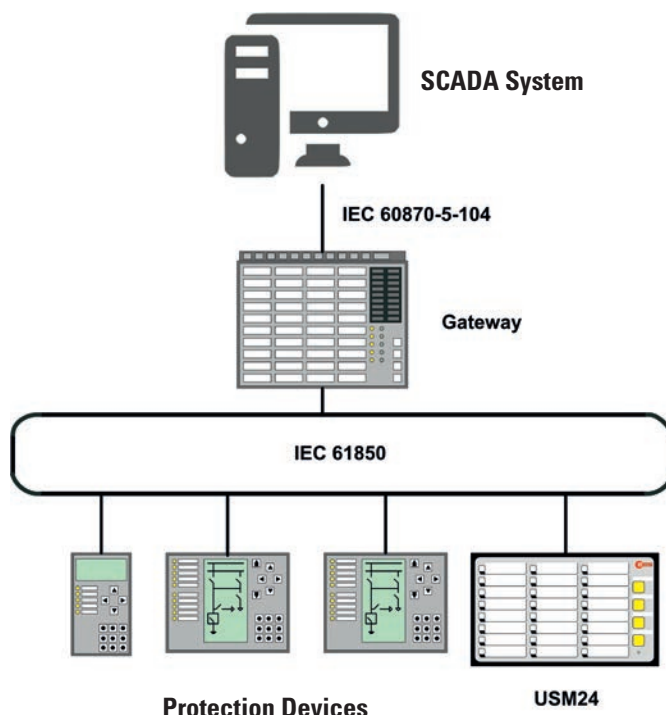 SCADA System
IEC 60870-5-104
Gateway
IEC 61850
Protection Devices
USM24